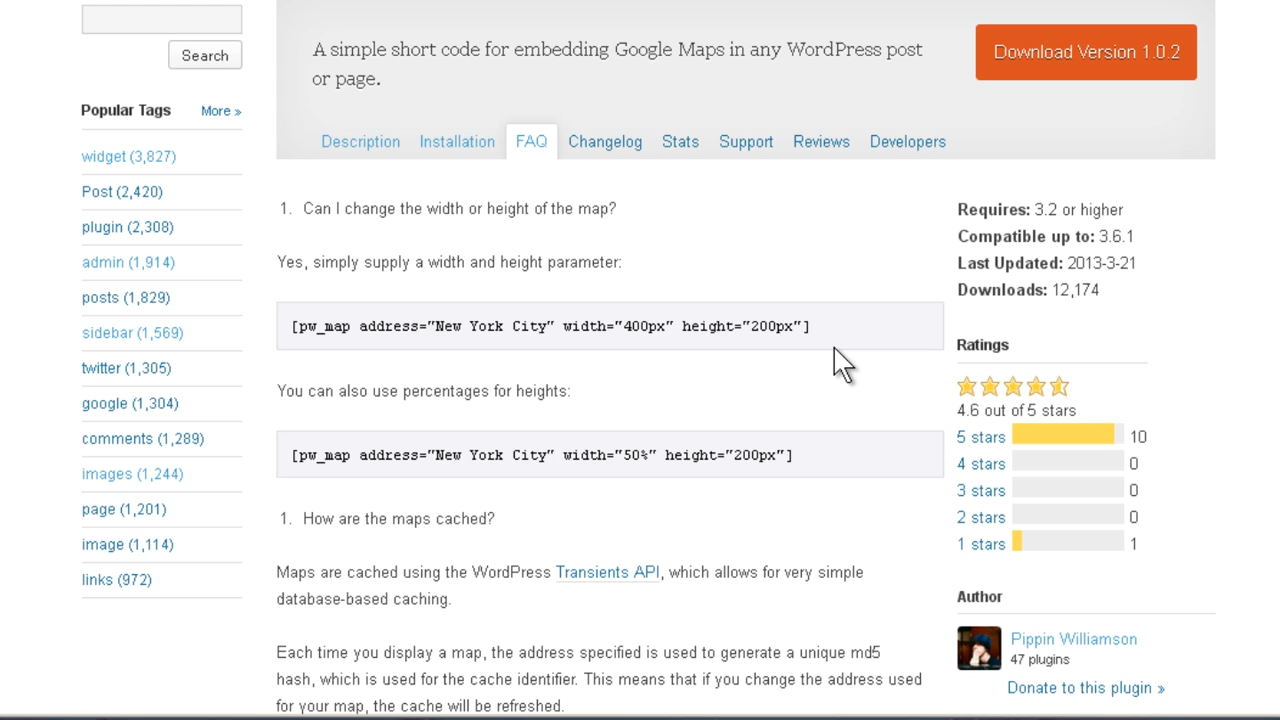 Search
Popular Tags More »
widget (3,827)
Post (2,420)
plugin (2,308)
admin (1,914)
posts (1,829)
sidebar (1,569)
twitter (1,305)
google (1,304)
comments (1,289)
images (1,244)
page (1,201)
image (1,114)
links (972)
A simple short code for embedding Google Maps in any WordPress post
or page.
Download Version 1.0.2
Description Installation FAQ Changelog Stats Support Reviews Developers
1. Can I change the width or height of the map?
Yes, simply supply a width and height parameter:
[pw_map address="New York City" width="400px" height="200px"]
You can also use percentages for heights:
[pw_map address="New York City" width="50%" height="200px"]
1. How are the maps cached?
Maps are cached using the WordPress Transients API, which allows for very simple
database-based caching.
Each time you display a map, the address specified is used to generate a unique md5
hash, which is used for the cache identifier. This means that if you change the address used
for your map, the cache will be refreshed.
Requires: 3.2 or higher
Compatible up to: 3.6.1
Last Updated: 2013-3-21
Downloads: 12,174
Ratings
4.6 out of 5 stars
5 stars 10
4 stars 0
3 stars 0
2 stars 0
1 stars 1
Author
Pippin Williamson
47 plugins
Donate to this plugin »